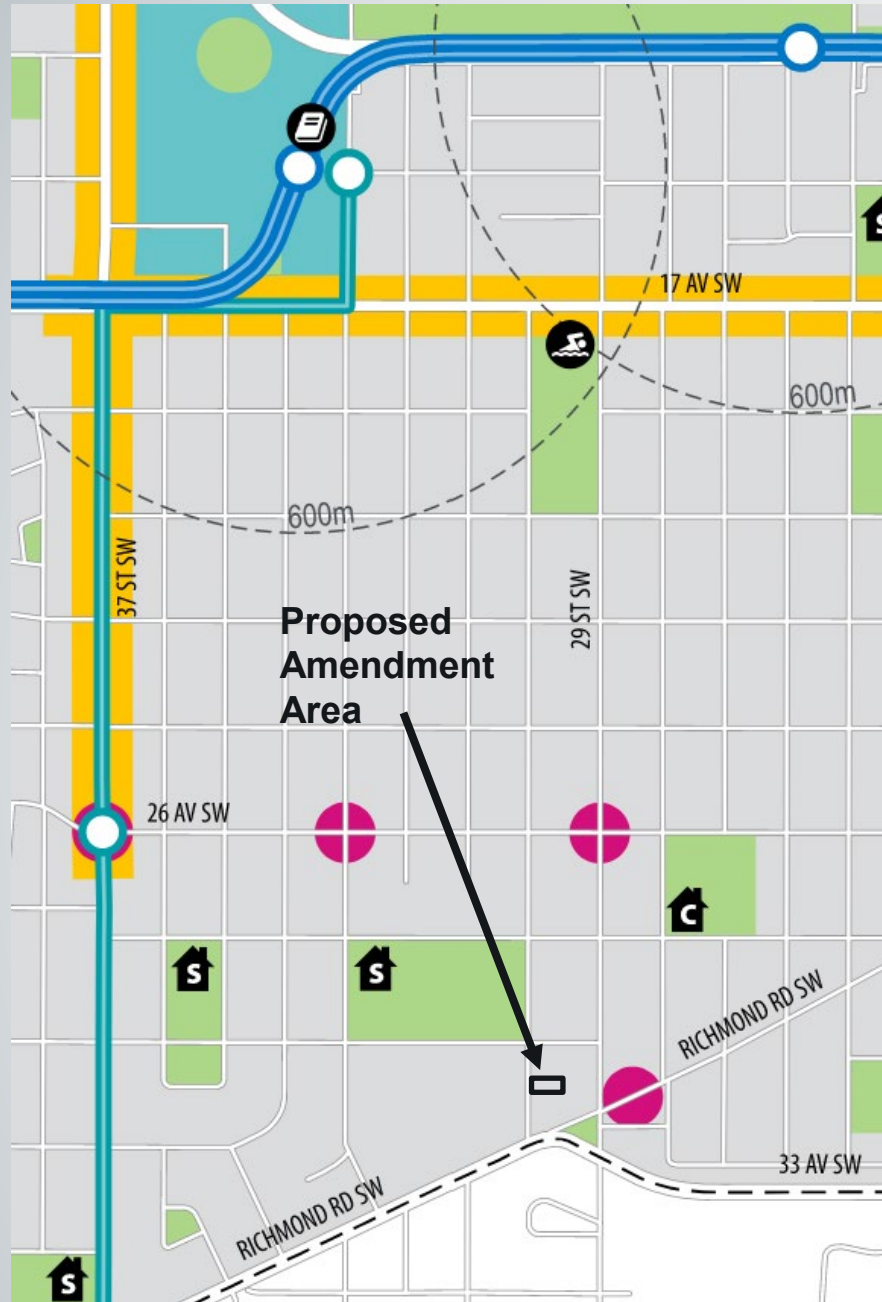 S
17 AV SW
600m
600m
37 ST SW
29 ST SW
Proposed
Amendment
Area
26 AV SW
C
S
S
RICHMOND RD SW
33 AV SW
RICHMOND RD SW
S